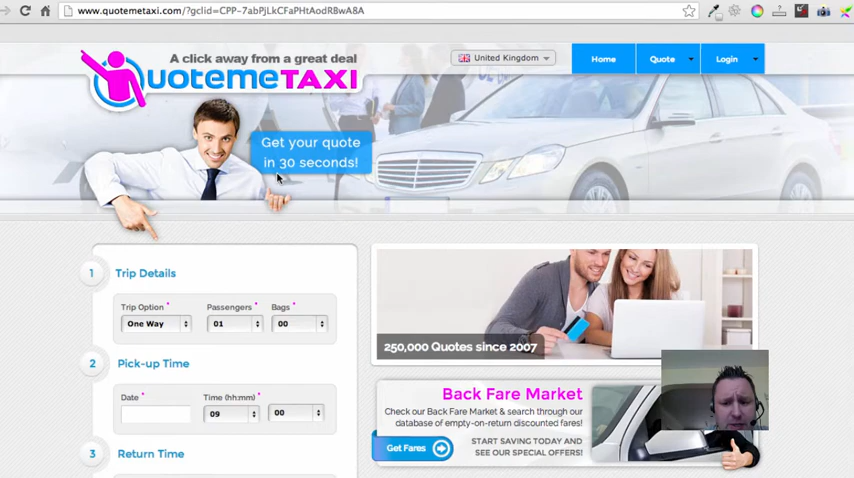 www.quotemetaxi.com/?gclid=CPP-7abPjLkCFaPHtAodRBwA8A
A click away from a great deal
QuotemeTAXI
United Kingdom
Home
Quote
Login
Get your quote
in 30 seconds!
1 Trip Details
Trip Option * Passengers * Bags *
One Way 01 00
2 Pick-up Time
Date * Time (hh:mm) *
09 00
3 Return Time
250,000 Quotes since 2007
Back Fare Market
Check our Back Fare Market & search through our
database of empty-on-return discounted fares!
Get Fares
START SAVING TODAY AND
SEE OUR SPECIAL OFFERS!